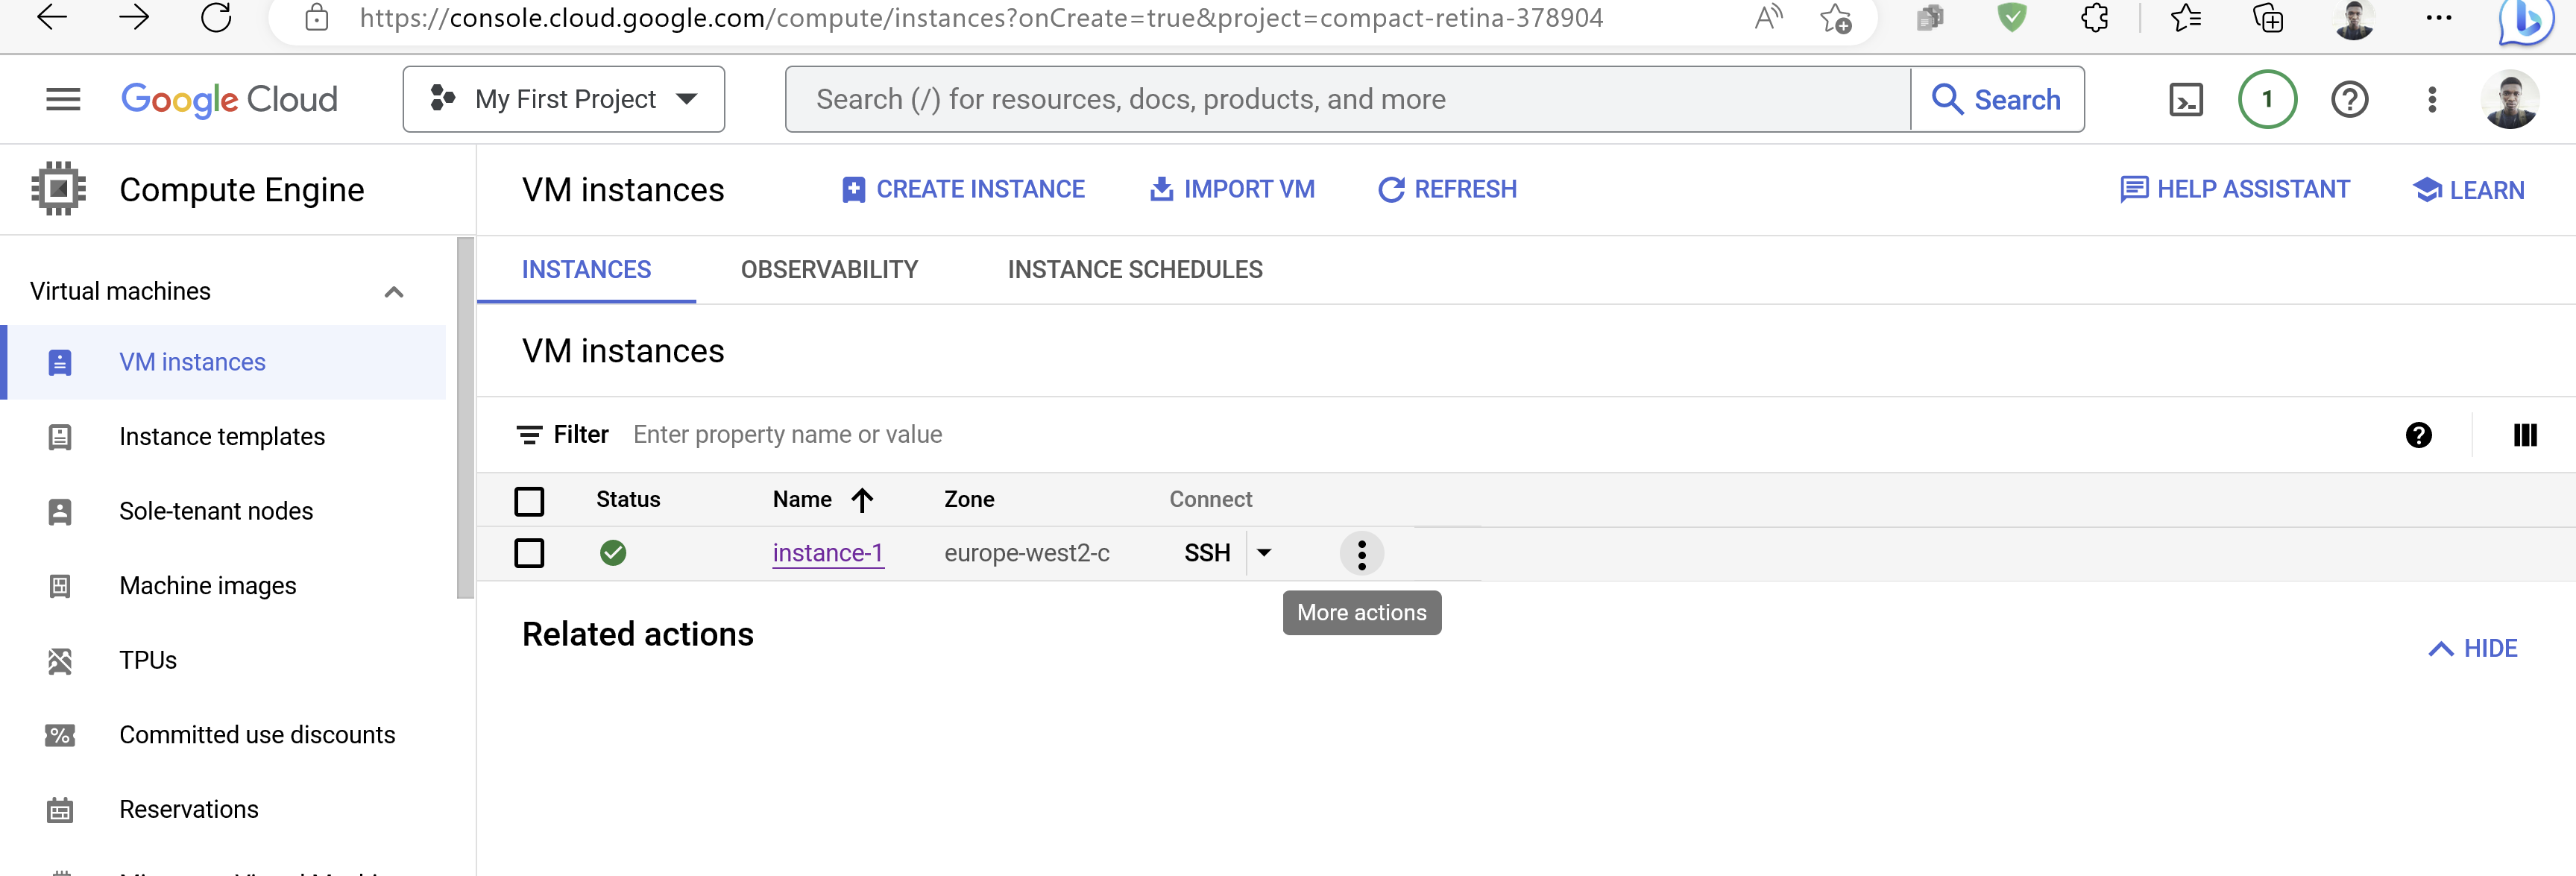 https://console.cloud.google.com/compute/instances?onCreate=true&project=compact-retina-378904
Google Cloud
My First Project
Search (/) for resources, docs, products, and more
Search
1
Compute Engine
VM instances
CREATE INSTANCE
IMPORT VM
REFRESH
HELP ASSISTANT
LEARN
Virtual machines
VM instances
Instance templates
Sole-tenant nodes
Machine images
TPUs
Committed use discounts
Reservations
INSTANCES
OBSERVABILITY
INSTANCE SCHEDULES
VM instances
Filter Enter property name or value
Status Name Zone Connect
instance-1 europe-west2-c SSH
More actions
Related actions
HIDE